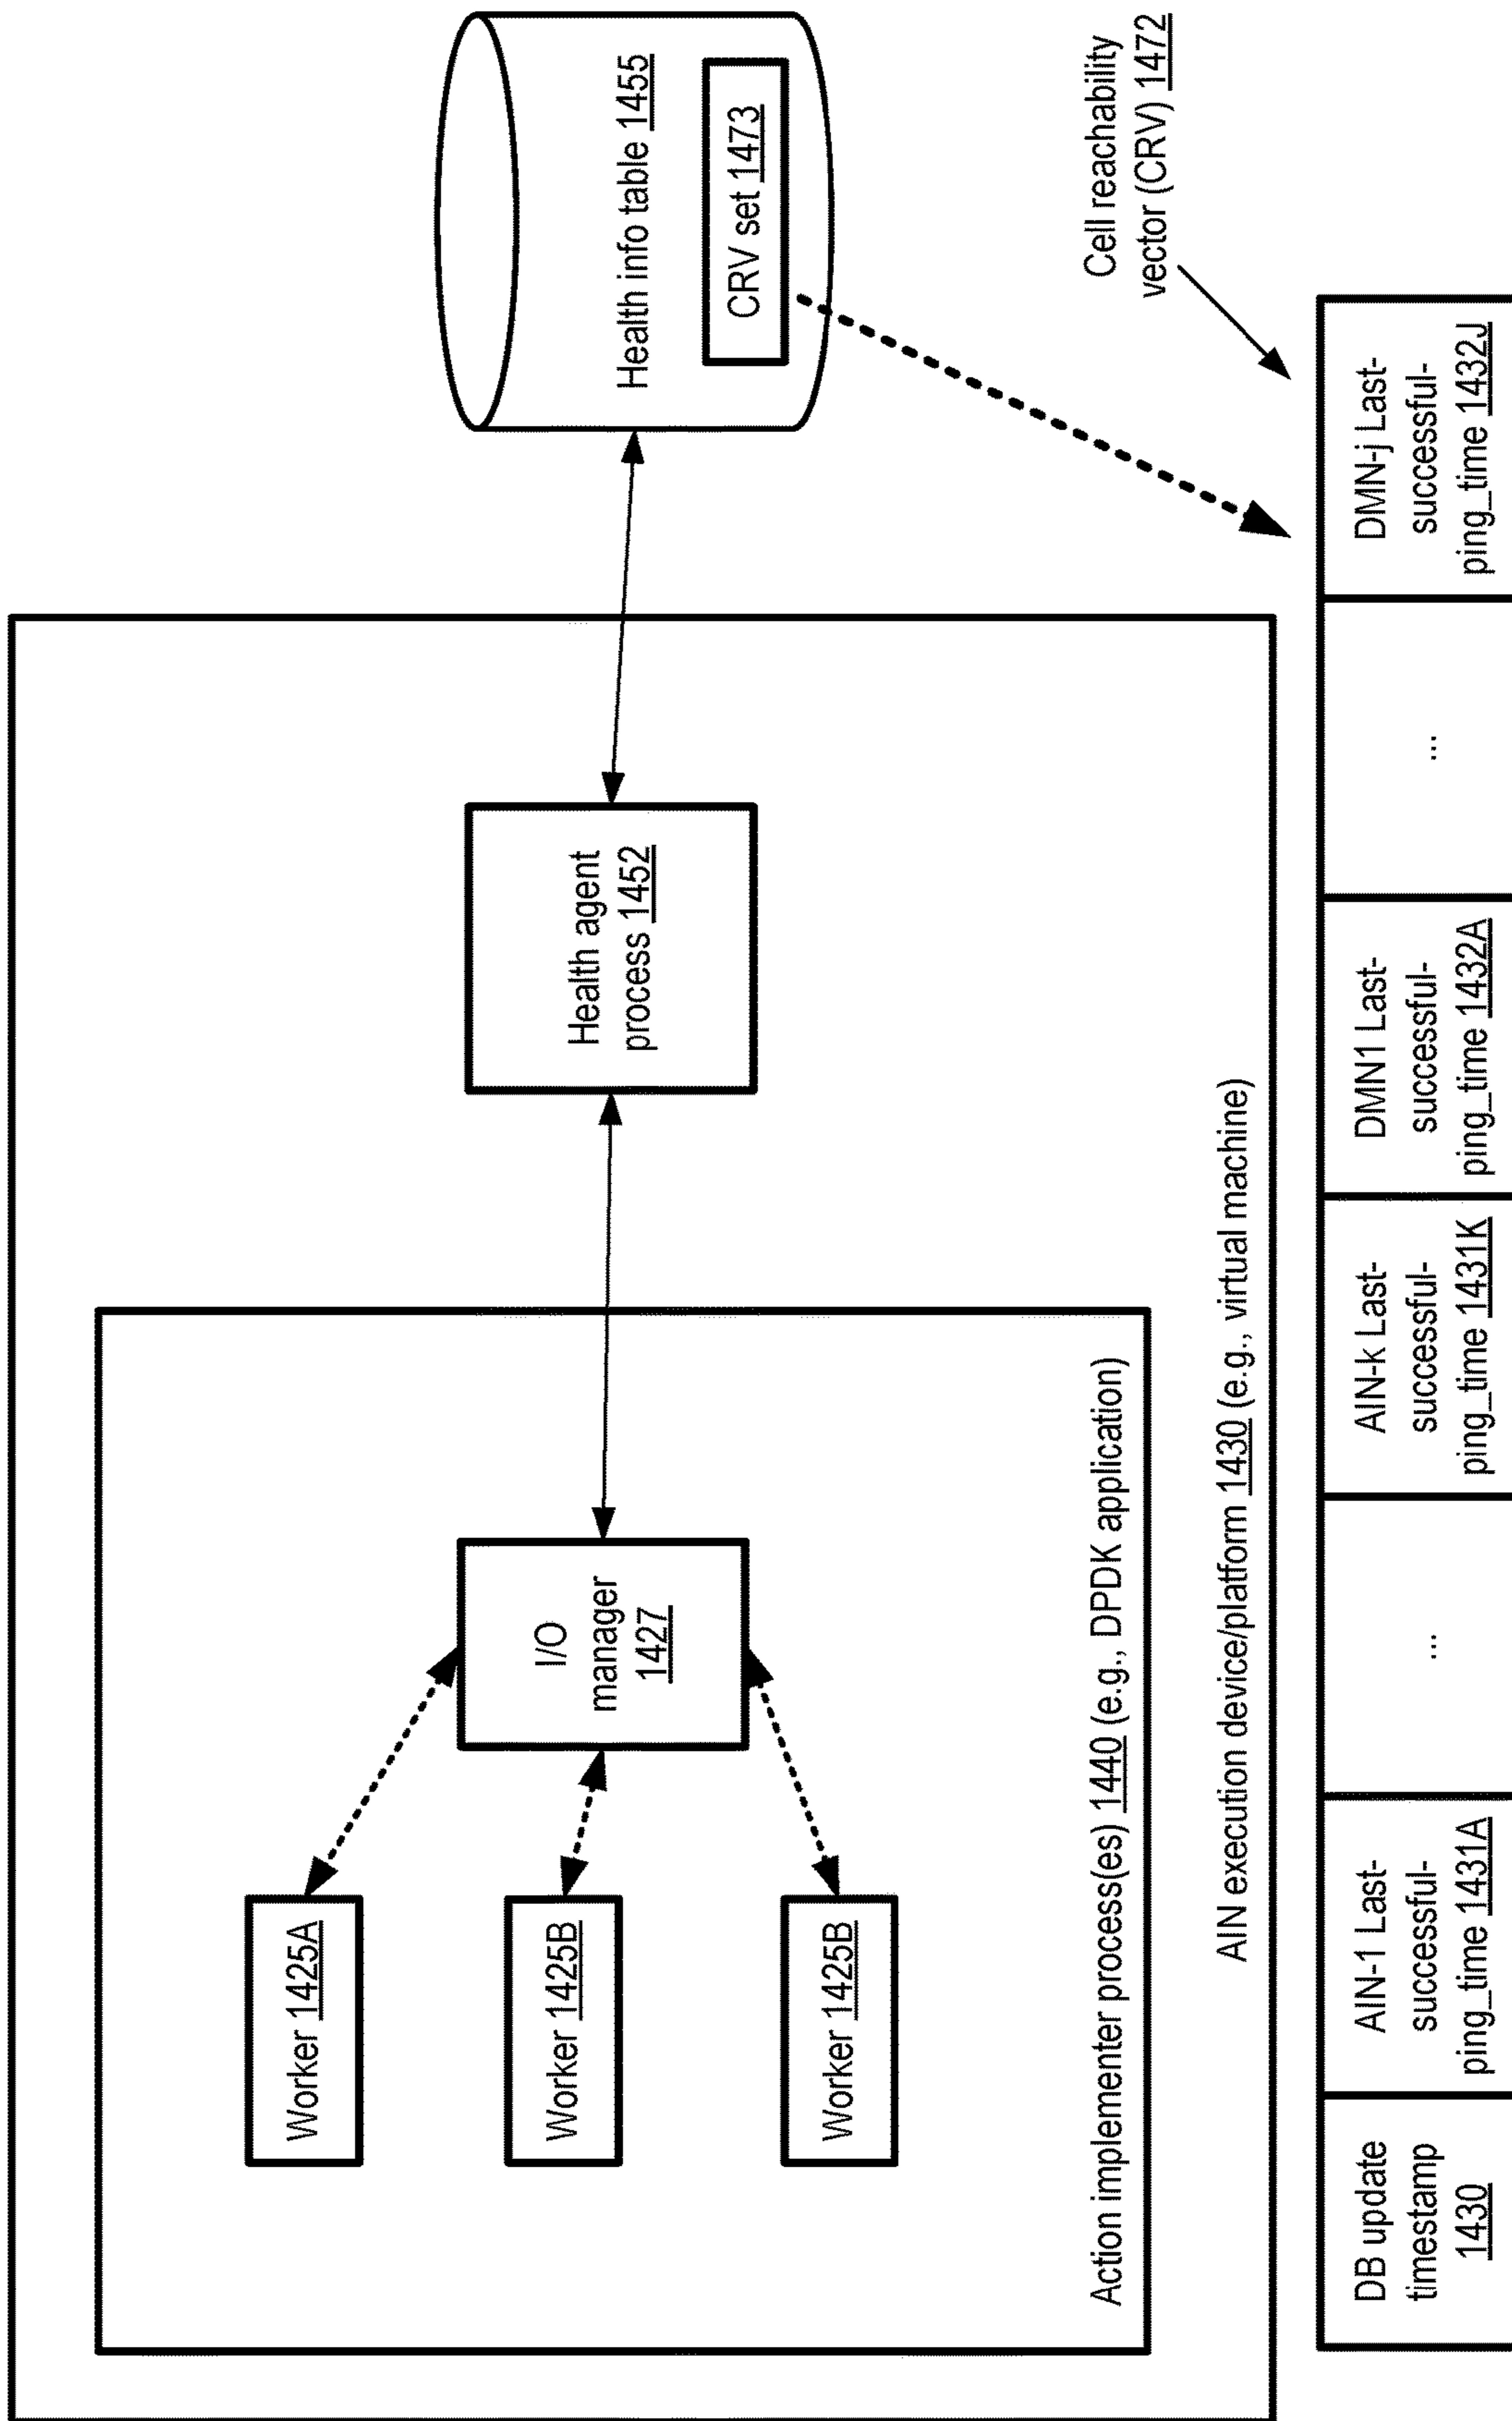 Worker 1425A
Worker 1425B
Worker 1425B
I/O
manager
1427
Action implementer process(es) 1440 (e.g., DPDK application)
Health agent
process 1452
AIN execution device/platform 1430 (e.g., virtual machine)
Health info table 1455
CRV set 1473
Cell reachability
vector (CRV) 1472
DB update
timestamp
1430
AIN-1 Last-
successful-
ping_time 1431A
...
AIN-k Last-
successful-
ping_time 1431K
DMN1 Last-
successful-
ping_time 1432A
...
DMN-j Last-
successful-
ping_time 1432J